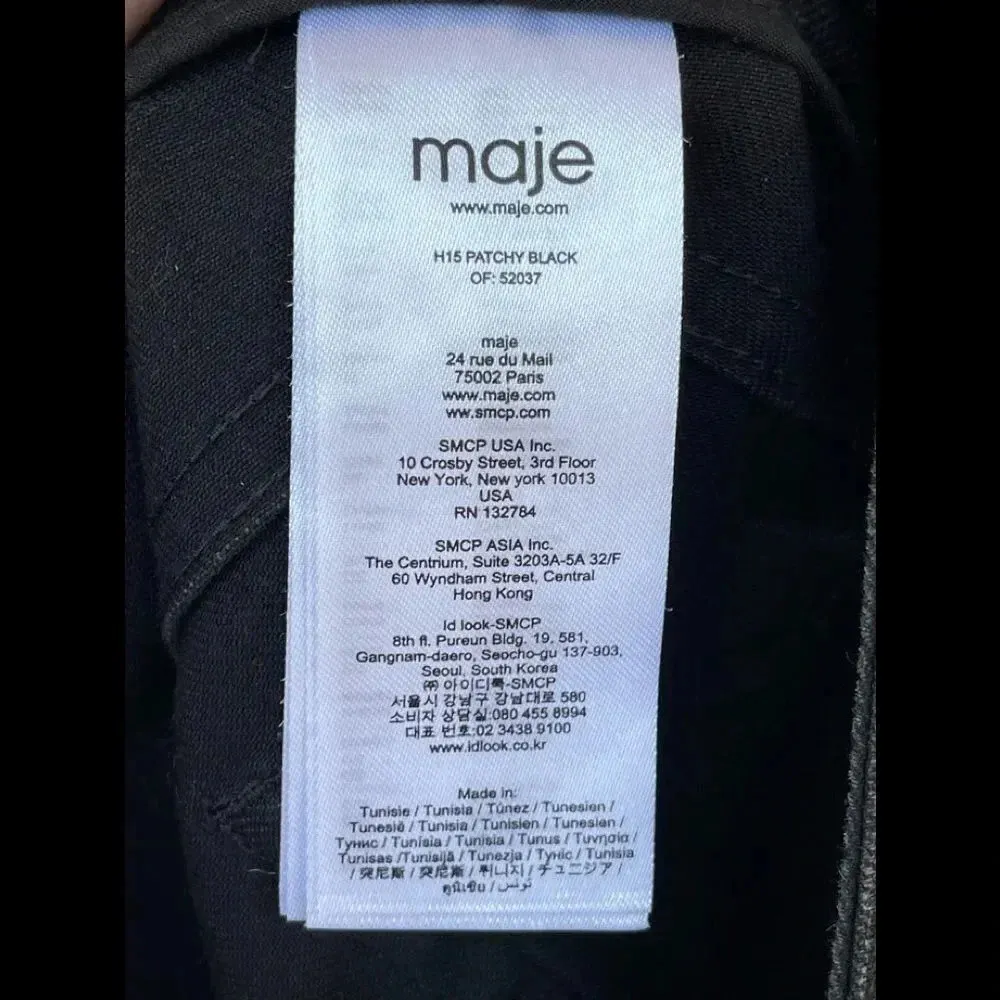 maje
www.maje.com
H15 PATCHY BLACK
OF: 52037
maje
24 rue du Mail
75002 Paris
www.maje.com
ww.smcp.com
SMCP USA Inc.
10 Crosby Street, 3rd Floor
New York, New york 10013
USA
RN 132784
SMCP ASIA Inc.
The Centrium, Suite 3203A-5A 32/F
60 Wyndham Street, Central
Hong Kong
Id look-SMCP
8th fl. Pureun Bldg. 19, 581,
Gangnam-daero, Seocho-gu 137-903,
Seoul, South Korea
㈜ 아이디룩-SMCP
서울시 강남구 강남대로 580
소비자 상담실:080 455 8994
대표 번호:02 3438 9100
www.idlook.co.kr
Made in:
Tunisie / Tunisia / Túnez / Tunesien /
Tunesië / Tunisia / Tunisien / Tunesien /
Тунис / Tunísia / Tunisia / Tunus / Τυνησία /
Tunisas /Tunisijā / Tunezja / Туніс / Tunisia
/ 突尼斯 / 突尼斯 / 튀니지 / チュニジア /
ตูนิเซีย / تونس